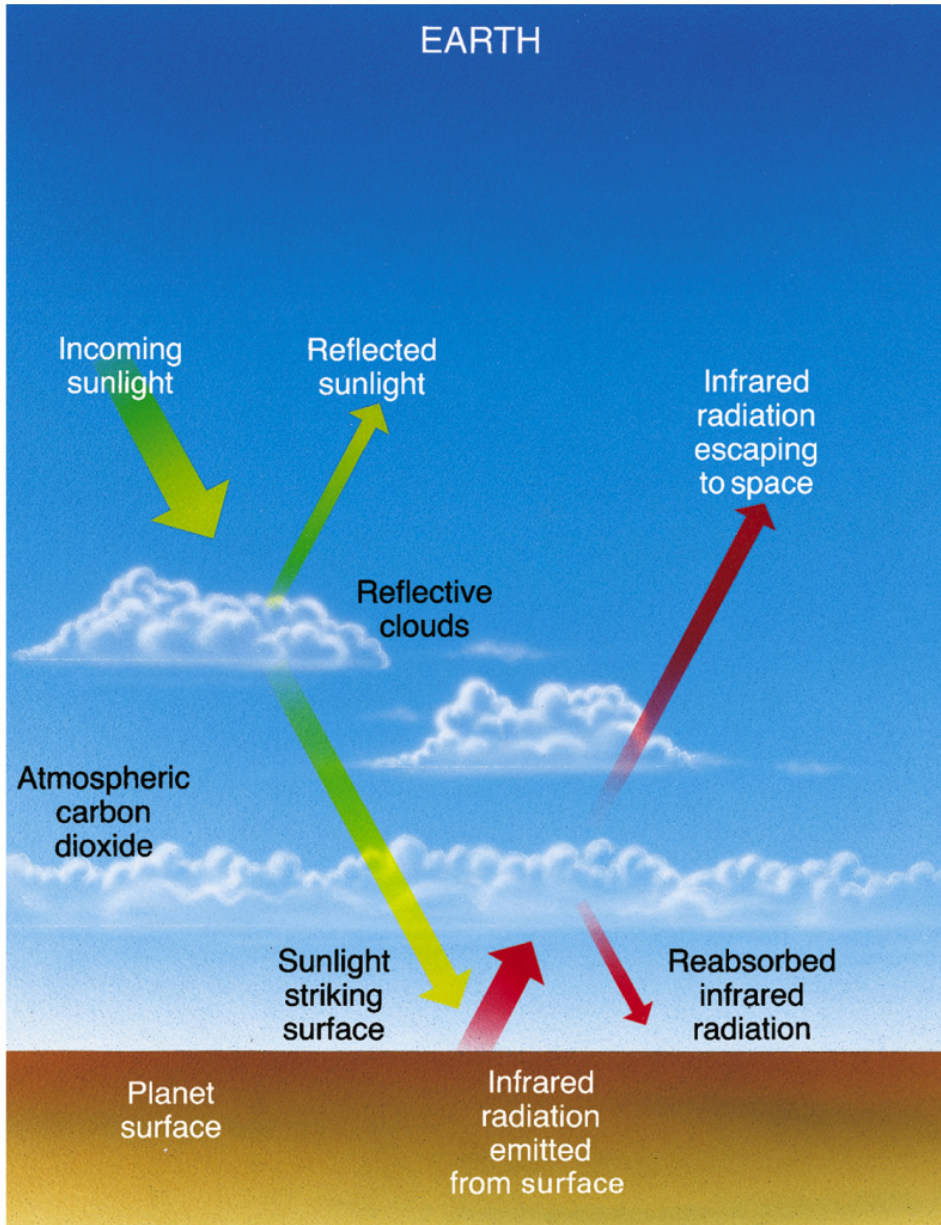 EARTH
Incoming
sunlight
Reflected
sunlight
Infrared
radiation
escaping
to space
Reflective
clouds
Atmospheric
carbon
dioxide
Sunlight
striking
surface
Reabsorbed
infrared
radiation
Planet
surface
Infrared
radiation
emitted
from surface